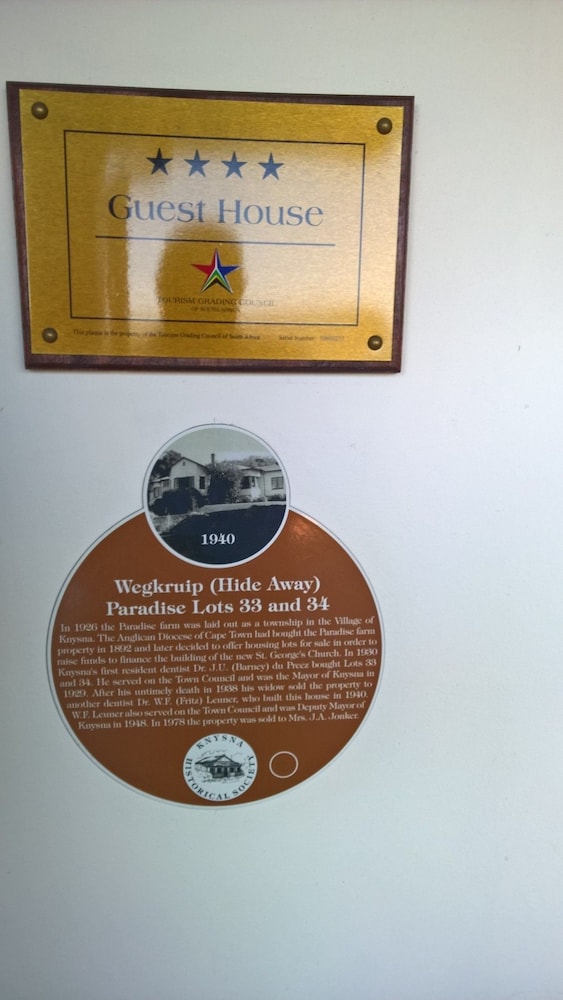 Guest House
TOURISM GRADING COUNCIL
OF SOUTH AFRICA
This plaque is the property of the Tourism Grading Council of South Africa Serial Number
1940
Wegkruip (Hide Away)
Paradise Lots 33 and 34
In 1926 the Paradise farm was laid out as a township in the Village of
Knysna. The Anglican Diocese of Cape Town had bought the Paradise farm
property in 1892 and later decided to offer housing lots for sale in order to
raise funds to finance the building of the new St. George's Church. In 1930
Knysna's first resident dentist Dr. J.U. (Barney) du Preez bought Lots 33
and 34. He served on the Town Council and was the Mayor of Knysna in
1929. After his untimely death in 1938 his widow sold the property to
another dentist Dr. W.F. (Fritz) Leuner, who built this house in 1940.
W.F. Leuner also served on the Town Council and was Deputy Mayor of
Knysna in 1948. In 1978 the property was sold to Mrs. J.A. Jonker.
KNYSNA
HISTORICAL SOCIETY